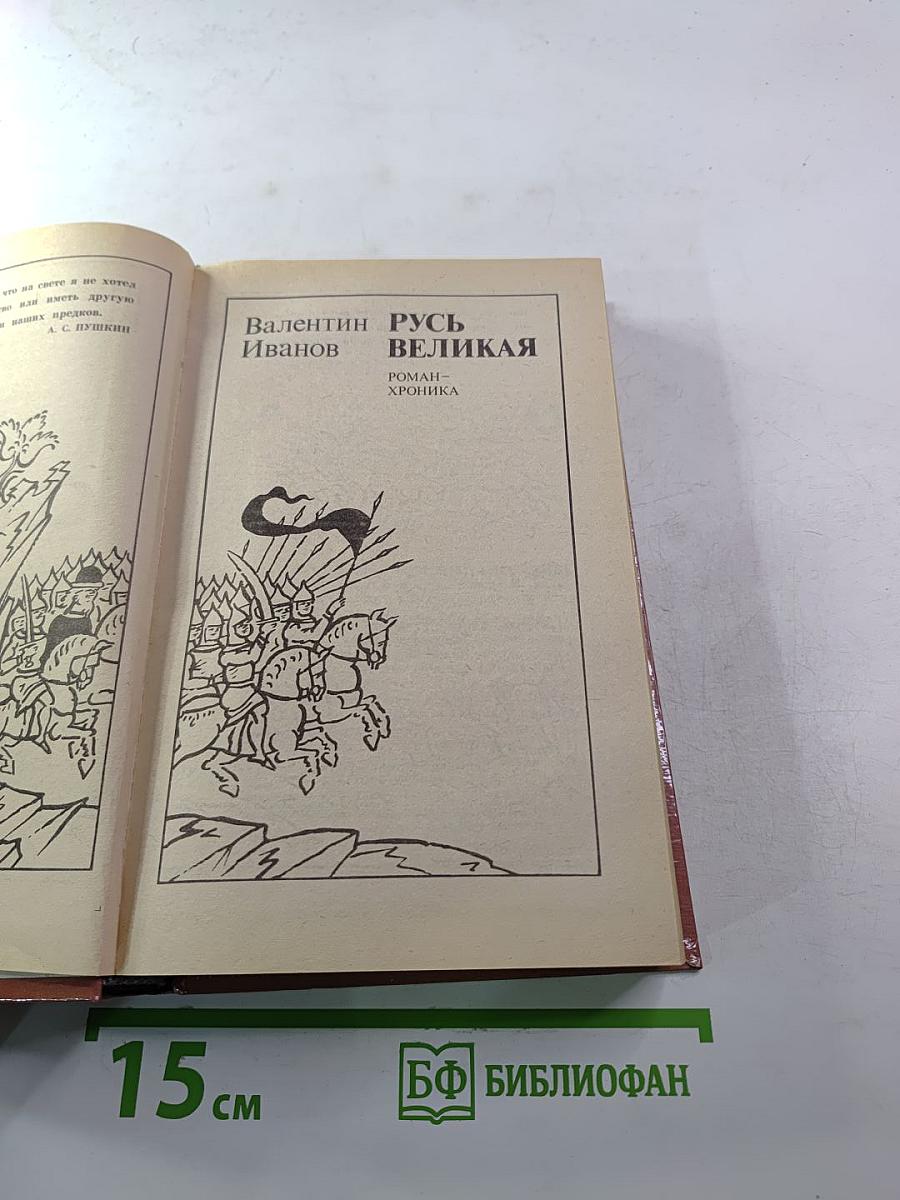 что на свете я не хотел
или иметь другую
наших предков.
А. С. ПУШКИН
Валентин
Иванов
РУСЬ
ВЕЛИКАЯ
РОМАН–
ХРОНИКА
15 см
БФ БИБЛИОФАН